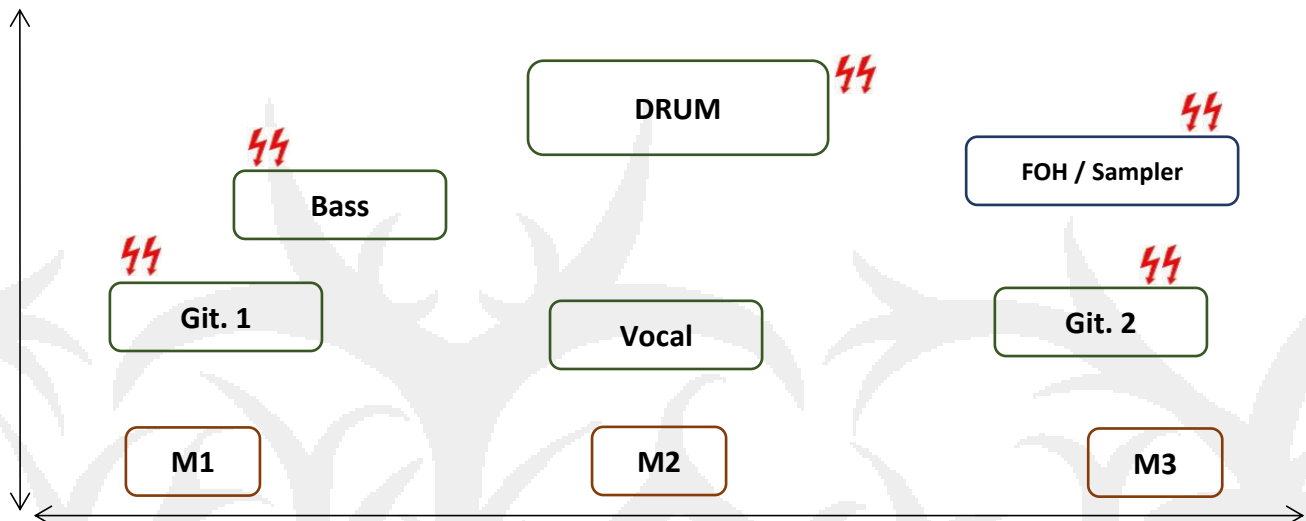 DRUM
FOH / Sampler
Bass
Git. 1
Vocal
Git. 2
M1
M2
M3